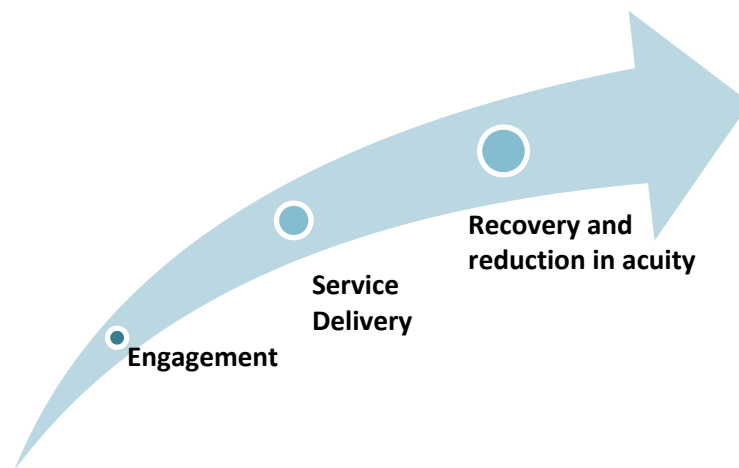 Recovery and
reduction in acuity
Service
Delivery
Engagement